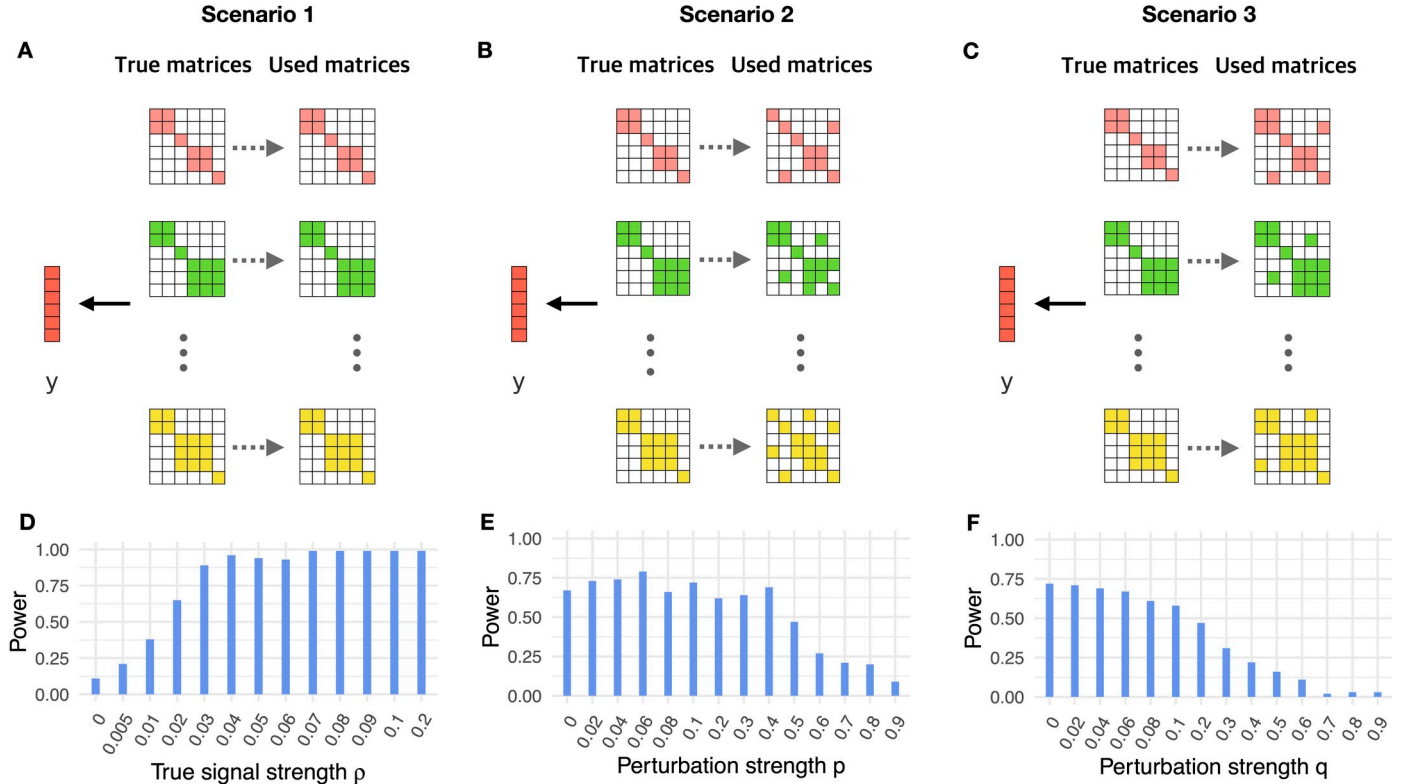 Scenario 1
Scenario 2
Scenario 3
A
True matrices Used matrices
y
B
True matrices Used matrices
y
C
True matrices Used matrices
y
D
Power
1.00
0.75
0.50
0.25
0.00
0 0.005 0.01 0.02 0.03 0.04 0.05 0.06 0.07 0.08 0.09 0.1 0.2
True signal strength ρ
E
Power
1.00
0.75
0.50
0.25
0.00
0 0.02 0.04 0.06 0.08 0.1 0.2 0.3 0.4 0.5 0.6 0.7 0.8 0.9
Perturbation strength p
F
Power
1.00
0.75
0.50
0.25
0.00
0 0.02 0.04 0.06 0.08 0.1 0.2 0.3 0.4 0.5 0.6 0.7 0.8 0.9
Perturbation strength q